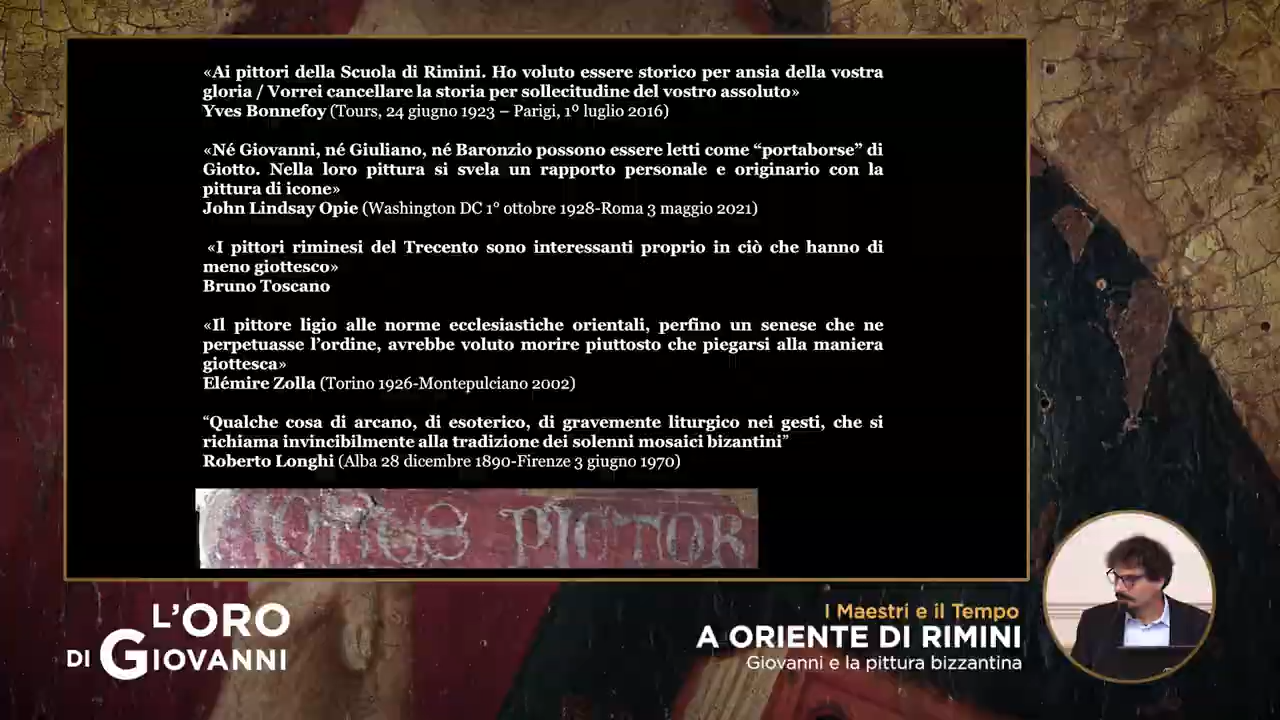 «Ai pittori della Scuola di Rimini. Ho voluto essere storico per ansia della vostra
gloria / Vorrei cancellare la storia per sollecitudine del vostro assoluto»
Yves Bonnefoy (Tours, 24 giugno 1923 – Parigi, 1º luglio 2016)
«Né Giovanni, né Giuliano, né Baronzio possono essere letti come “portaborse” di
Giotto. Nella loro pittura si svela un rapporto personale e originario con la
pittura di icone»
John Lindsay Opie (Washington DC 1° ottobre 1928-Roma 3 maggio 2021)
«I pittori riminesi del Trecento sono interessanti proprio in ciò che hanno di
meno giottesco»
Bruno Toscano
«Il pittore ligio alle norme ecclesiastiche orientali, perfino un senese che ne
perpetuasse l’ordine, avrebbe voluto morire piuttosto che piegarsi alla maniera
giottesca»
Elémire Zolla (Torino 1926-Montepulciano 2002)
“Qualche cosa di arcano, di esoterico, di gravemente liturgico nei gesti, che si
richiama invincibilmente alla tradizione dei solenni mosaici bizantini”
Roberto Longhi (Alba 28 dicembre 1890-Firenze 3 giugno 1970)
PICTOR
L’ORO
DI GIOVANNI
I Maestri e il Tempo
A ORIENTE DI RIMINI
Giovanni e la pittura bizzantina